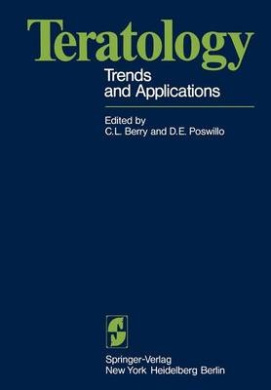 Teratology
Trends
and Applications
Edited by
C.L. Berry and D.E. Poswillo
Springer-Verlag
New York Heidelberg Berlin